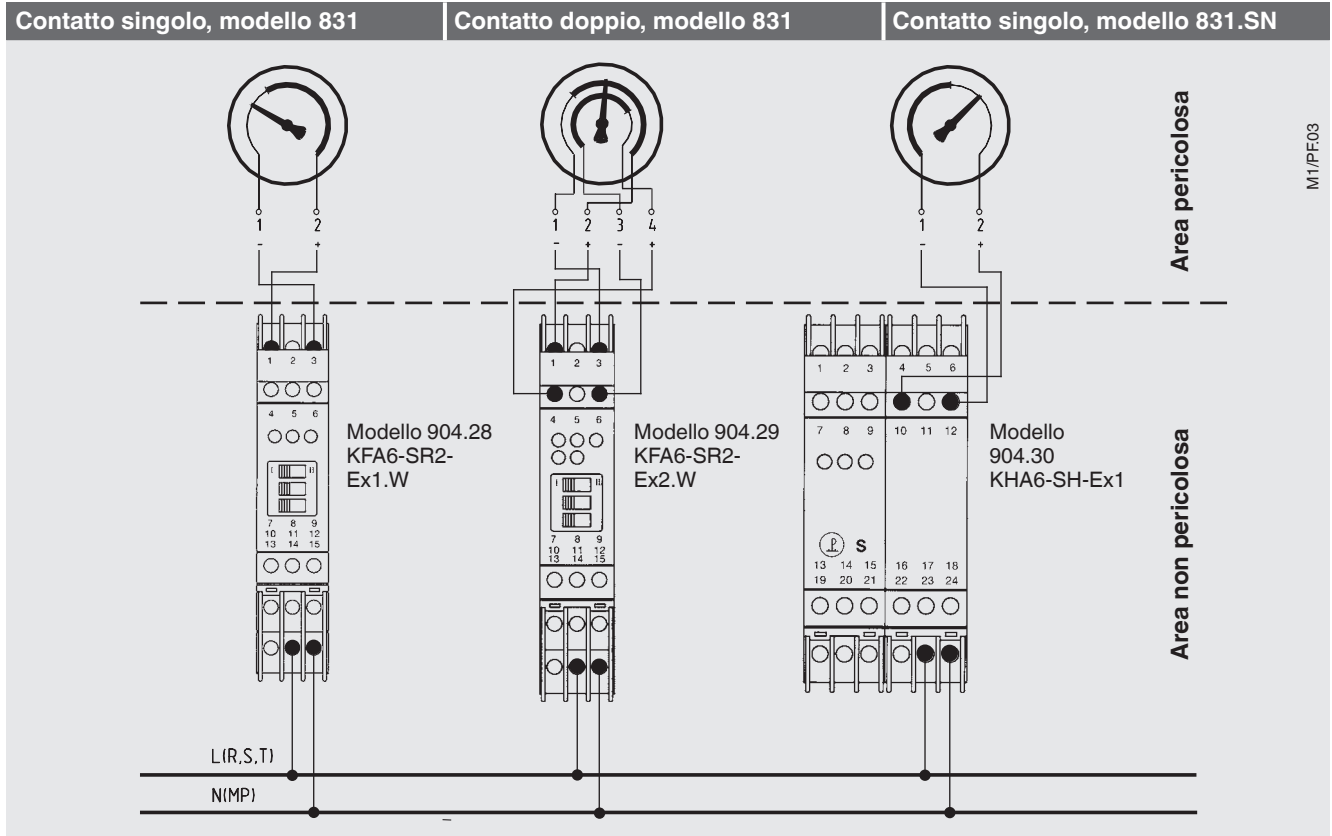 Contatto singolo, modello 831
Contatto doppio, modello 831
Contatto singolo, modello 831.SN
Area pericolosa
M1/PF.03
1 2
- +
1 2 3 4
- + - +
1 2
- +
1 2 3
4 5 6
I II
7 8 9
10 11 12
13 14 15
Modello 904.28
KFA6-SR2-
Ex1.W
1 2 3
4 5 6
I II
7 8 9
10 11 12
13 14 15
Modello 904.29
KFA6-SR2-
Ex2.W
1 2 3 4 5 6
7 8 9 10 11 12
S
13 14 15 16 17 18
19 20 21 22 23 24
Modello
904.30
KHA6-SH-Ex1
Area non pericolosa
L(R,S,T)
N(MP)